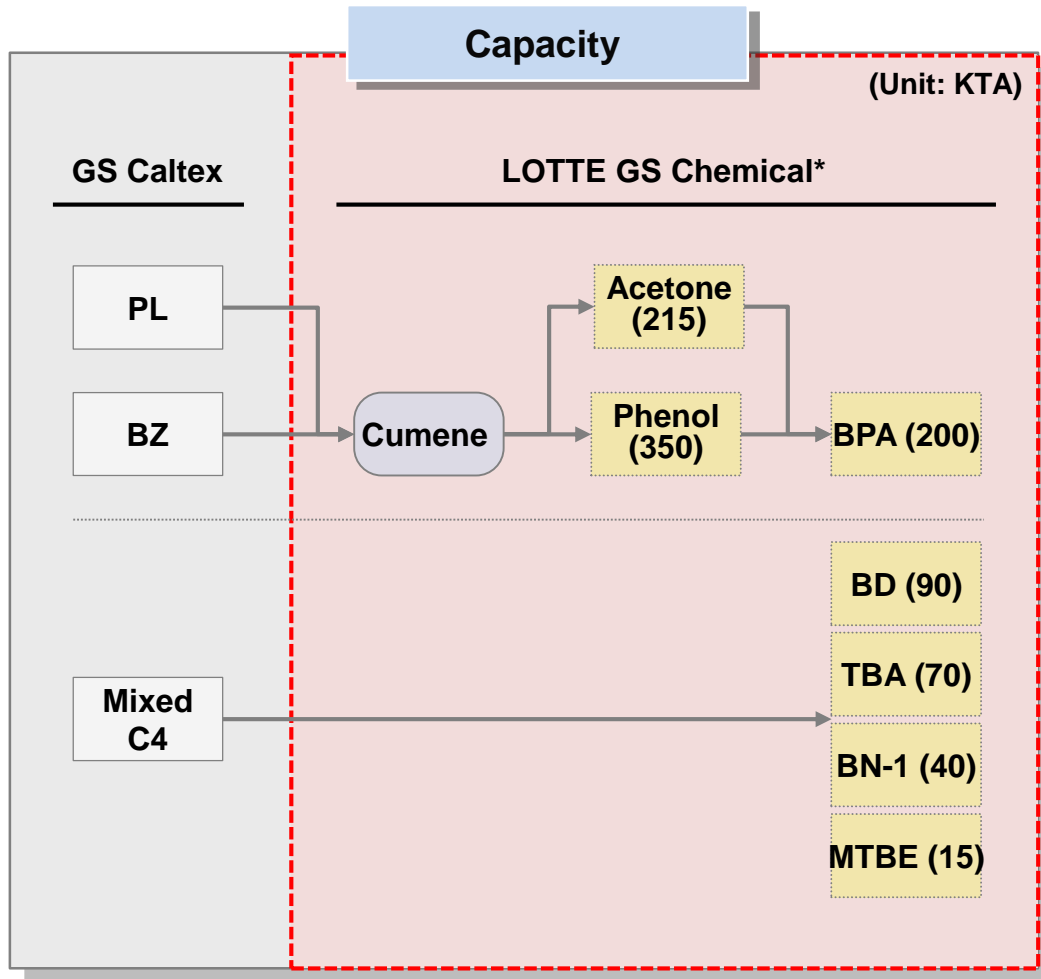 Capacity
(Unit: KTA)
GS Caltex
LOTTE GS Chemical*
PL
Acetone
(215)
BZ
Cumene
Phenol
(350)
BPA (200)
BD (90)
TBA (70)
Mixed
C4
BN-1 (40)
MTBE (15)